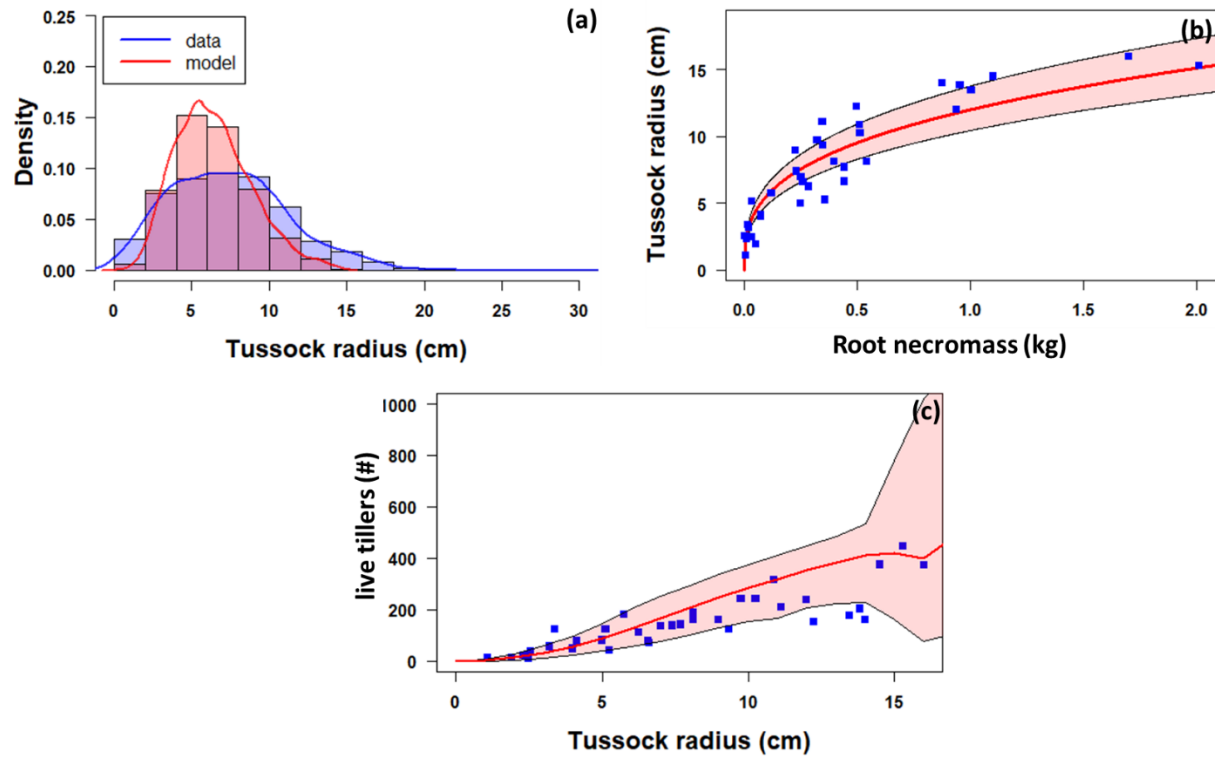 (a)
data
model
0.25
0.20
0.15
0.10
0.05
0.00
Density
0 5 10 15 20 25 30
Tussock radius (cm)
(b)
15
10
5
0
Tussock radius (cm)
0.0 0.5 1.0 1.5 2.0
Root necromass (kg)
(c)
1000
800
600
400
200
0
live tillers (#)
0 5 10 15
Tussock radius (cm)